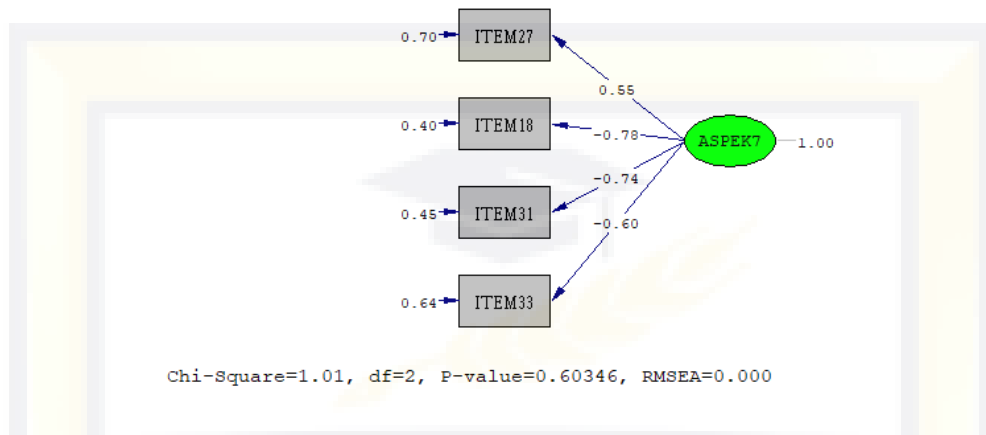 0.70 ITEM27
0.55
0.40 ITEM18
-0.78
ASPEK7 1.00
-0.74
0.45 ITEM31
-0.60
0.64 ITEM33
Chi-Square=1.01, df=2, P-value=0.60346, RMSEA=0.000